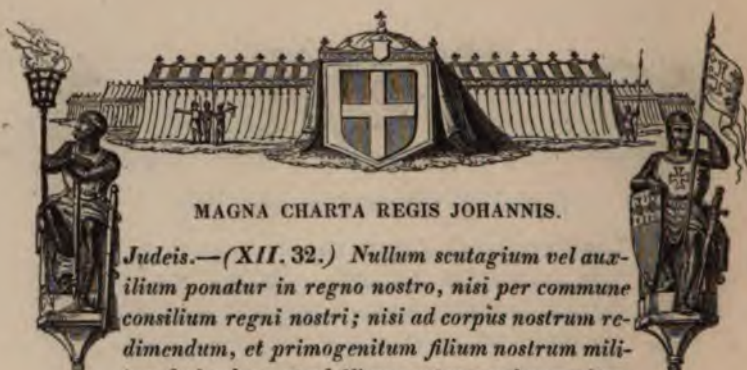 MAGNA CHARTA REGIS JOHANNIS.
Judeis.—(XII. 32.) Nullum scutagium vel aux-
ilium ponatur in regno nostro, nisi per commune
consilium regni nostri; nisi ad corpùs nostrum re-
dimendum, et primogenitum filium nostrum mili-